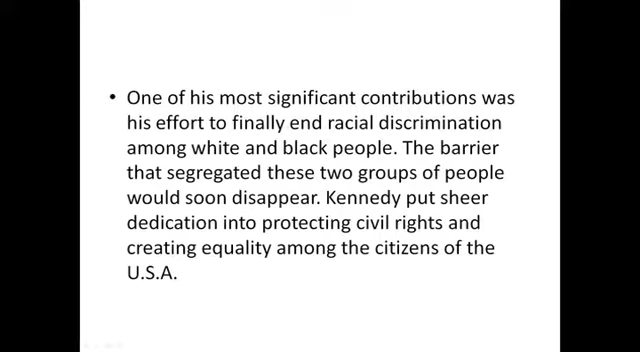 • One of his most significant contributions was
his effort to finally end racial discrimination
among white and black people. The barrier
that segregated these two groups of people
would soon disappear. Kennedy put sheer
dedication into protecting civil rights and
creating equality among the citizens of the
U.S.A.